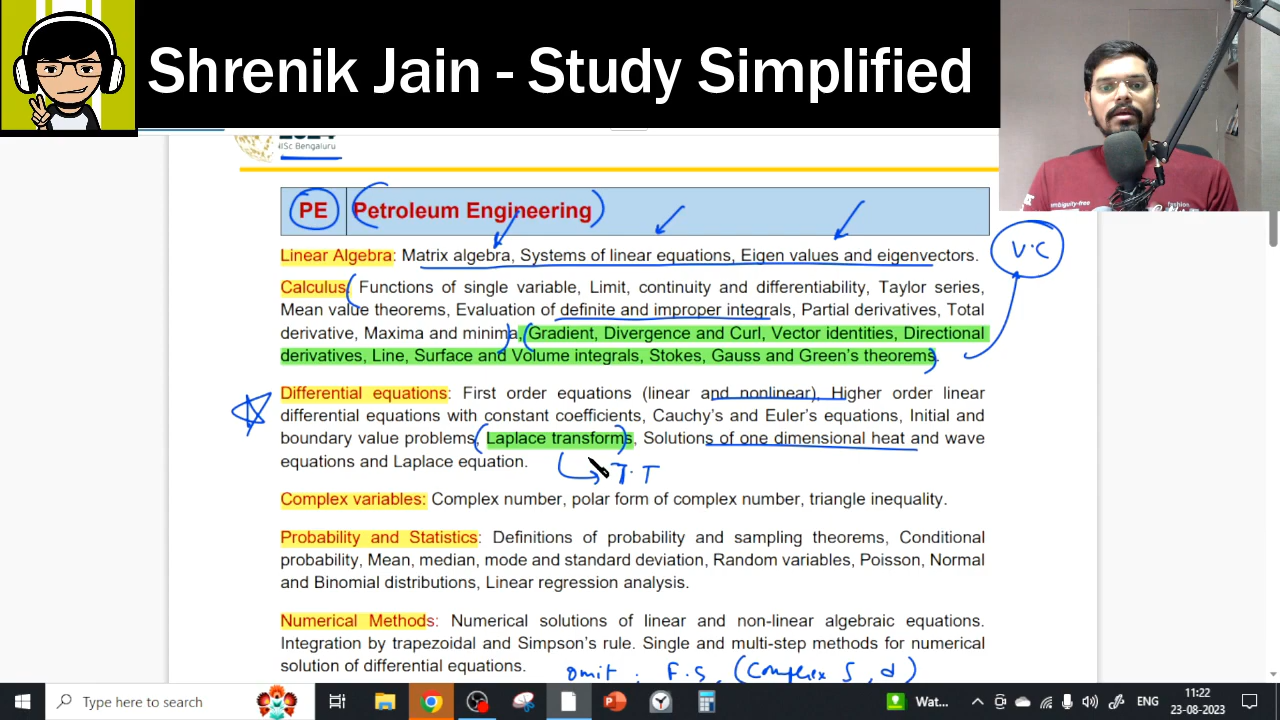 Shrenik Jain - Study Simplified
IISc Bengaluru
PE Petroleum Engineering
V.C
Linear Algebra: Matrix algebra, Systems of linear equations, Eigen values and eigenvectors.
Calculus: Functions of single variable, Limit, continuity and differentiability, Taylor series,
Mean value theorems, Evaluation of definite and improper integrals, Partial derivatives, Total
derivative, Maxima and minima, Gradient, Divergence and Curl, Vector identities, Directional
derivatives, Line, Surface and Volume integrals, Stokes, Gauss and Green's theorems.
Differential equations: First order equations (linear and nonlinear), Higher order linear
differential equations with constant coefficients, Cauchy's and Euler's equations, Initial and
boundary value problems, Laplace transforms, Solutions of one dimensional heat and wave
equations and Laplace equation.
I.T
Complex variables: Complex number, polar form of complex number, triangle inequality.
Probability and Statistics: Definitions of probability and sampling theorems, Conditional
probability, Mean, median, mode and standard deviation, Random variables, Poisson, Normal
and Binomial distributions, Linear regression analysis.
Numerical Methods: Numerical solutions of linear and non-linear algebraic equations.
Integration by trapezoidal and Simpson's rule. Single and multi-step methods for numerical
solution of differential equations.
omit : F.S, (Complex ∫, d)
Type here to search
Wat...
ENG
11:22
23-08-2023